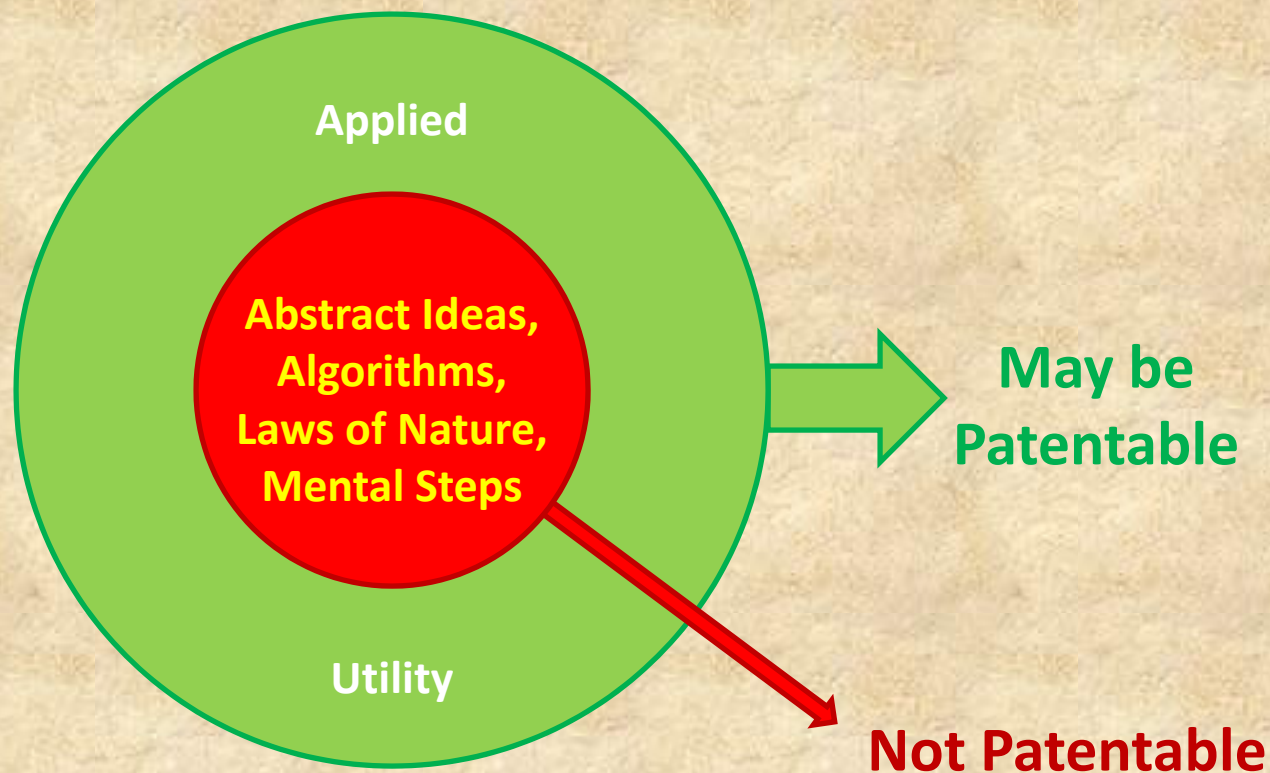 Applied
Abstract Ideas,
Algorithms,
Laws of Nature,
Mental Steps
Utility
May be
Patentable
Not Patentable